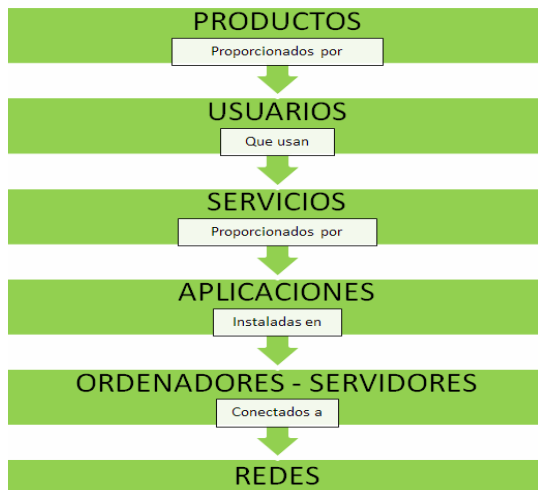 PRODUCTOS
Proporcionados por
USUARIOS
Que usan
SERVICIOS
Proporcionados por
APLICACIONES
Instaladas en
ORDENADORES - SERVIDORES
Conectados a
REDES